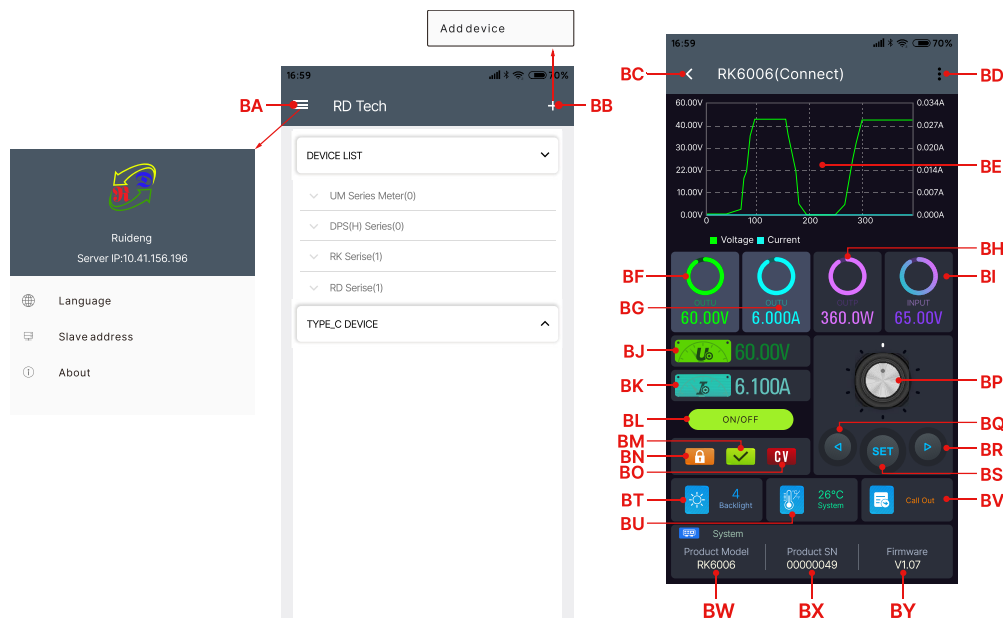 Add device
16:59
70%
BA
RD Tech
+
BB
DEVICE LIST
UM Series Meter(0)
DPS(H) Series(0)
RK Serise(1)
RD Serise(1)
TYPE_C DEVICE
Ruideng
Server IP:10.41.156.196
Language
Slave address
About
16:59
70%
BC
RK6006(Connect)
BD
60.00V
0.034A
40.00V
0.027A
30.00V
0.020A
BE
22.00V
0.014A
10.00V
0.007A
0.00V
0.000A
0
100
200
300
Voltage
Current
BH
BF
BI
BG
OUTU
OUTU
OUTP
INPUT
60.00V
6.000A
360.0W
65.00V
BJ
U
60.00V
BK
I
6.100A
BP
BL
ON/OFF
BQ
BM
BN
CV
BO
SET
BR
BS
BT
4
Backlight
26°C
System
Call Out
BV
BU
System
Product Model
Product SN
Firmware
RK6006
00000049
V1.07
BW
BX
BY